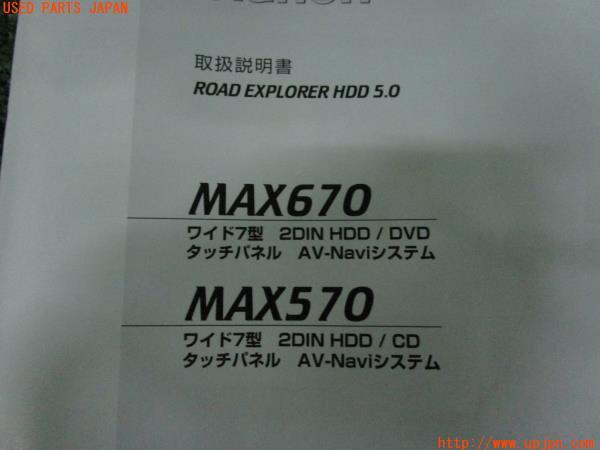 USED PARTS JAPAN
取扱説明書
ROAD EXPLORER HDD 5.0
MAX670
ワイド7型 2DIN HDD / DVD
タッチパネル AV-Naviシステム
MAX570
ワイド7型 2DIN HDD / CD
タッチパネル AV-Naviシステム
http://www.upjpn.com